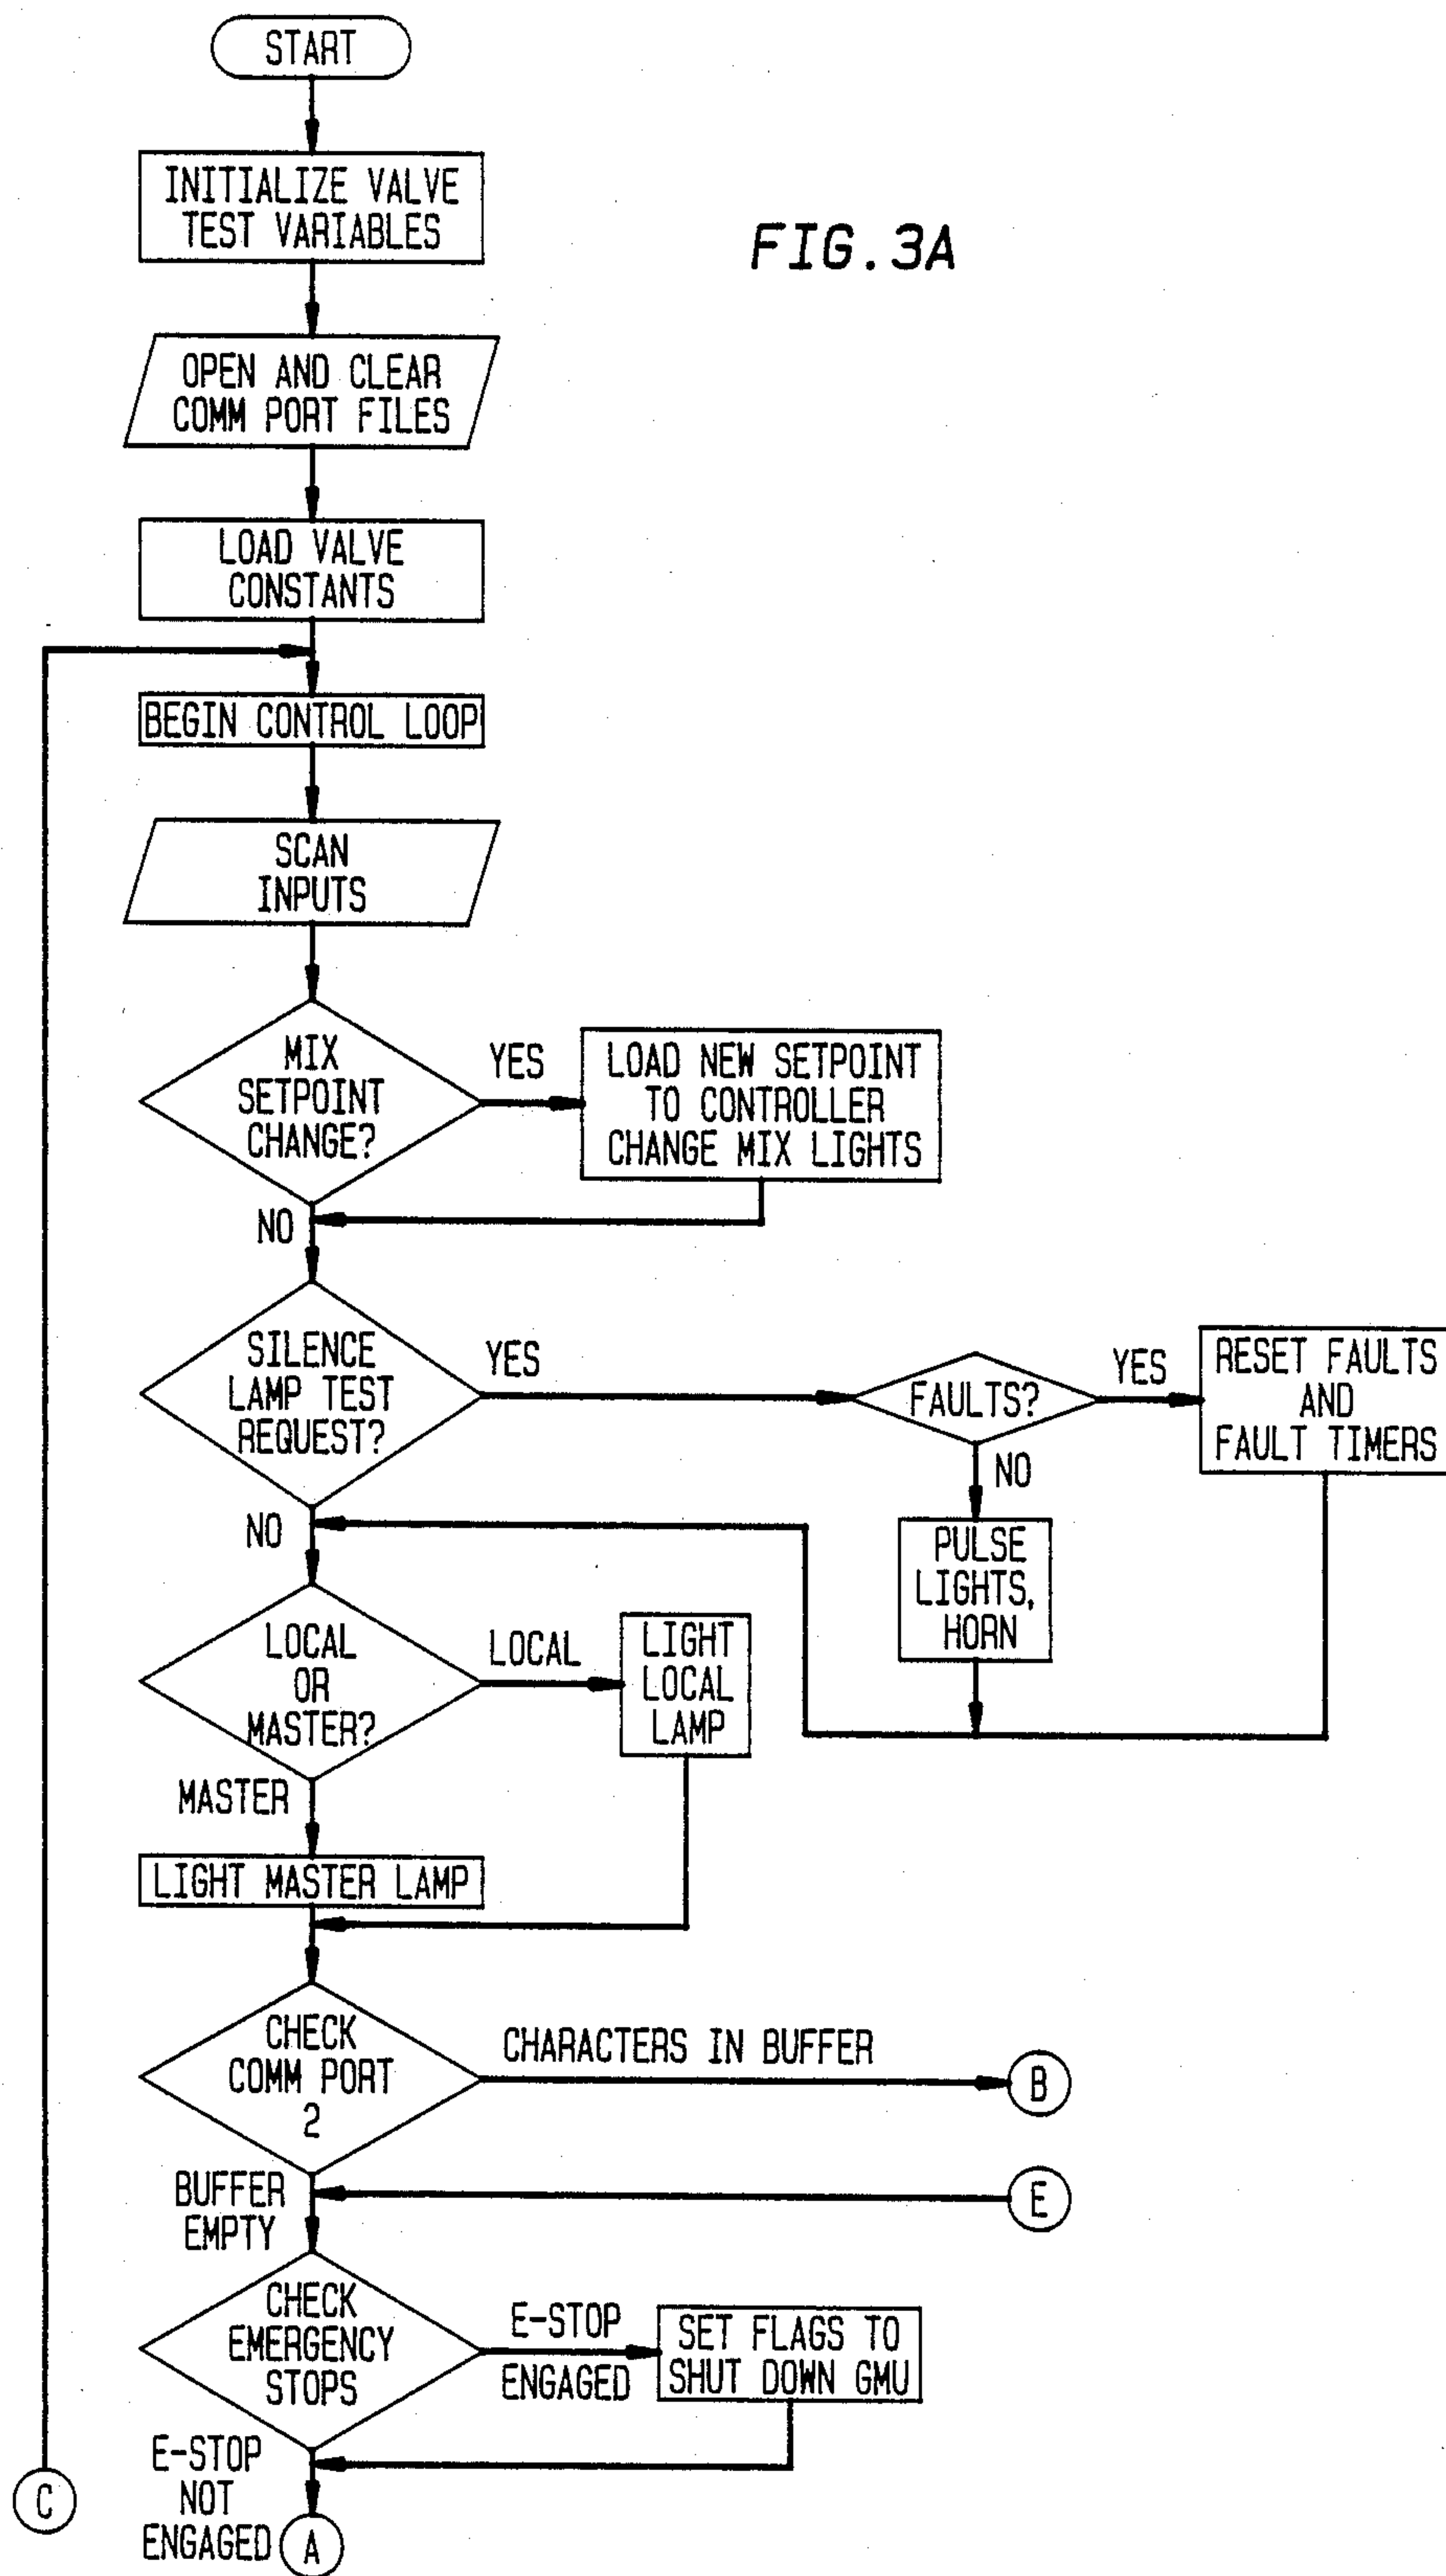 START
INITIALIZE VALVE
TEST VARIABLES
FIG. 3A
OPEN AND CLEAR
COMM PORT FILES
LOAD VALVE
CONSTANTS
BEGIN CONTROL LOOP
SCAN
INPUTS
MIX
SETPOINT
CHANGE?
YES
LOAD NEW SETPOINT
TO CONTROLLER
CHANGE MIX LIGHTS
NO
SILENCE
LAMP TEST
REQUEST?
YES
FAULTS?
YES
RESET FAULTS
AND
FAULT TIMERS
NO
PULSE
LIGHTS,
HORN
NO
LOCAL
OR
MASTER?
LOCAL
LIGHT
LOCAL
LAMP
MASTER
LIGHT MASTER LAMP
CHECK
COMM PORT
2
CHARACTERS IN BUFFER
B
BUFFER
EMPTY
E
CHECK
EMERGENCY
STOPS
E-STOP
ENGAGED
SET FLAGS TO
SHUT DOWN GMU
E-STOP
NOT
ENGAGED
C
A